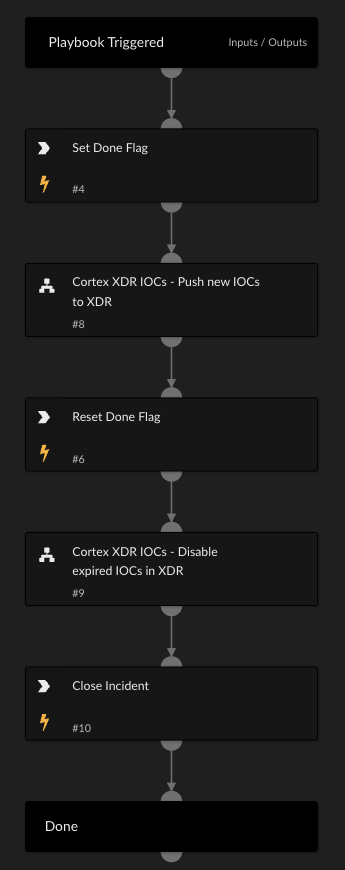 Playbook Triggered Inputs / Outputs
Set Done Flag
#4
Cortex XDR IOCs - Push new IOCs
to XDR
#8
Reset Done Flag
#6
Cortex XDR IOCs - Disable
expired IOCs in XDR
#9
Close Incident
#10
Done